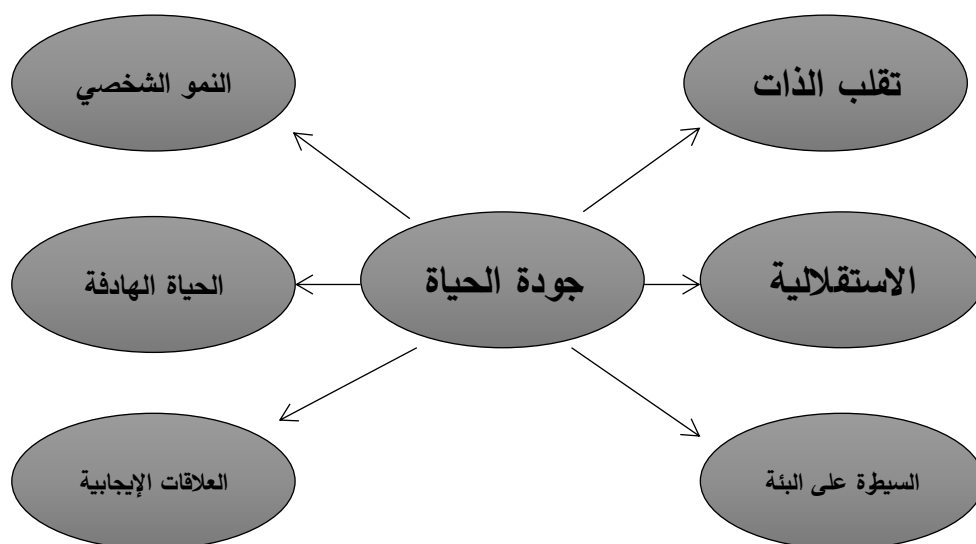 تقلب الذات
النمو الشخصي
الاستقلالية
جودة الحياة
الحياة الهادفة
السيطرة على البئة
العلاقات الإيجابية